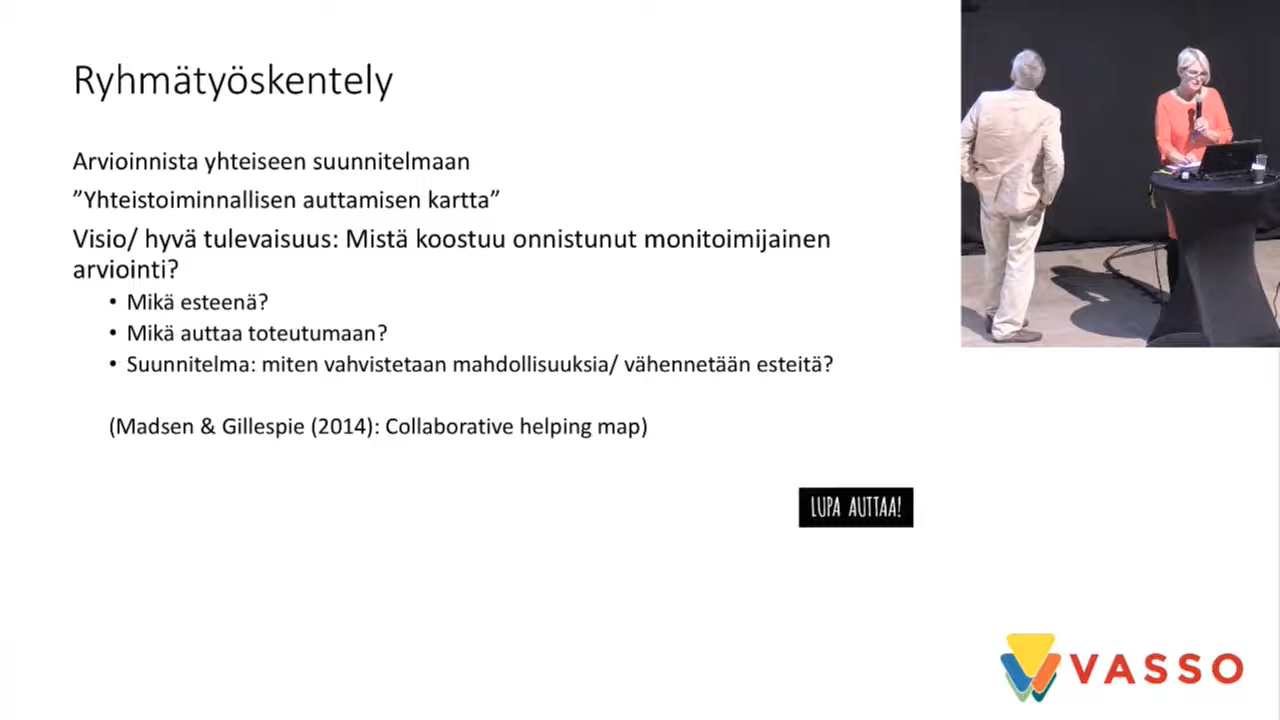 Ryhmätyöskentely
Arvioinnista yhteiseen suunnitelmaan
”Yhteistoiminnallisen auttamisen kartta”
Visio/ hyvä tulevaisuus: Mistä koostuu onnistunut monitoimijainen
arviointi?
• Mikä esteenä?
• Mikä auttaa toteutumaan?
• Suunnitelma: miten vahvistetaan mahdollisuuksia/ vähennetään esteitä?
(Madsen & Gillespie (2014): Collaborative helping map)
LUPA AUTTAA!
VASSO